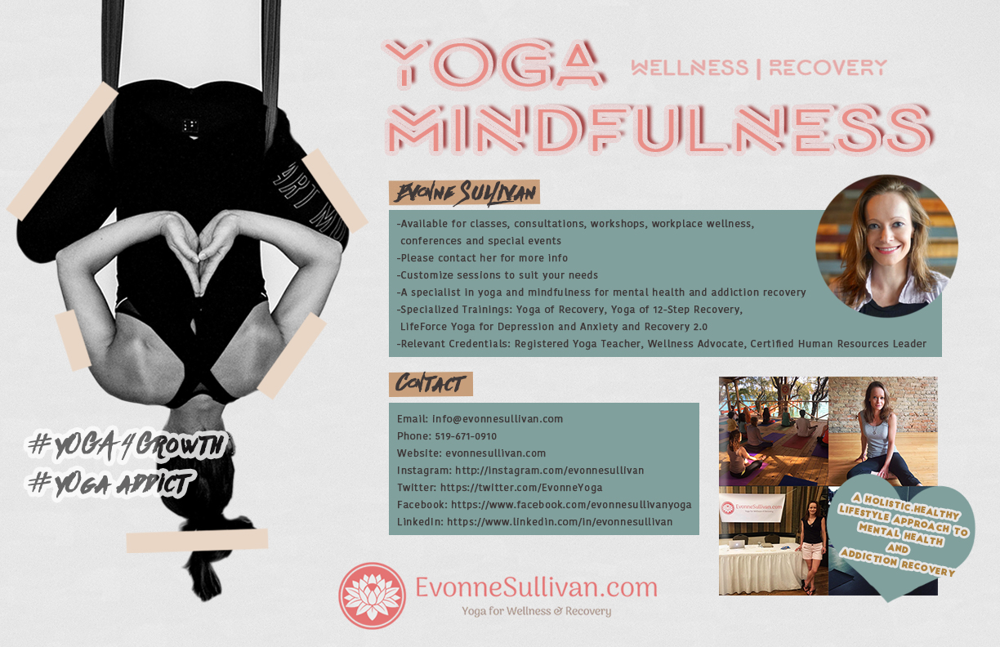 YOGA
WELLNESS | RECOVERY
MINDFULNESS
Evonne Sullivan
-Available for classes, consultations, workshops, workplace wellness,
conferences and special events
-Please contact her for more info
-Customize sessions to suit your needs
-A specialist in yoga and mindfulness for mental health and addiction recovery
-Specialized Trainings: Yoga of Recovery, Yoga of 12-Step Recovery,
LifeForce Yoga for Depression and Anxiety and Recovery 2.0
-Relevant Credentials: Registered Yoga Teacher, Wellness Advocate, Certified Human Resources Leader
Contact
Email: info@evonnesullivan.com
Phone: 519-671-0910
Website: evonnesullivan.com
Instagram: http://instagram.com/evonnesullivan
Twitter: https://twitter.com/EvonneYoga
Facebook: https://www.facebook.com/evonnesullivanyoga
LinkedIn: https://www.linkedin.com/in/evonnesullivan
ART
#YOGA4GROWTH
#YOGA ADDICT
EvonneSullivan.com
A HOLISTIC,HEALTHY
LIFESTYLE APPROACH TO
MENTAL HEALTH
AND
ADDICTION RECOVERY
EvonneSullivan.com
Yoga for Wellness & Recovery